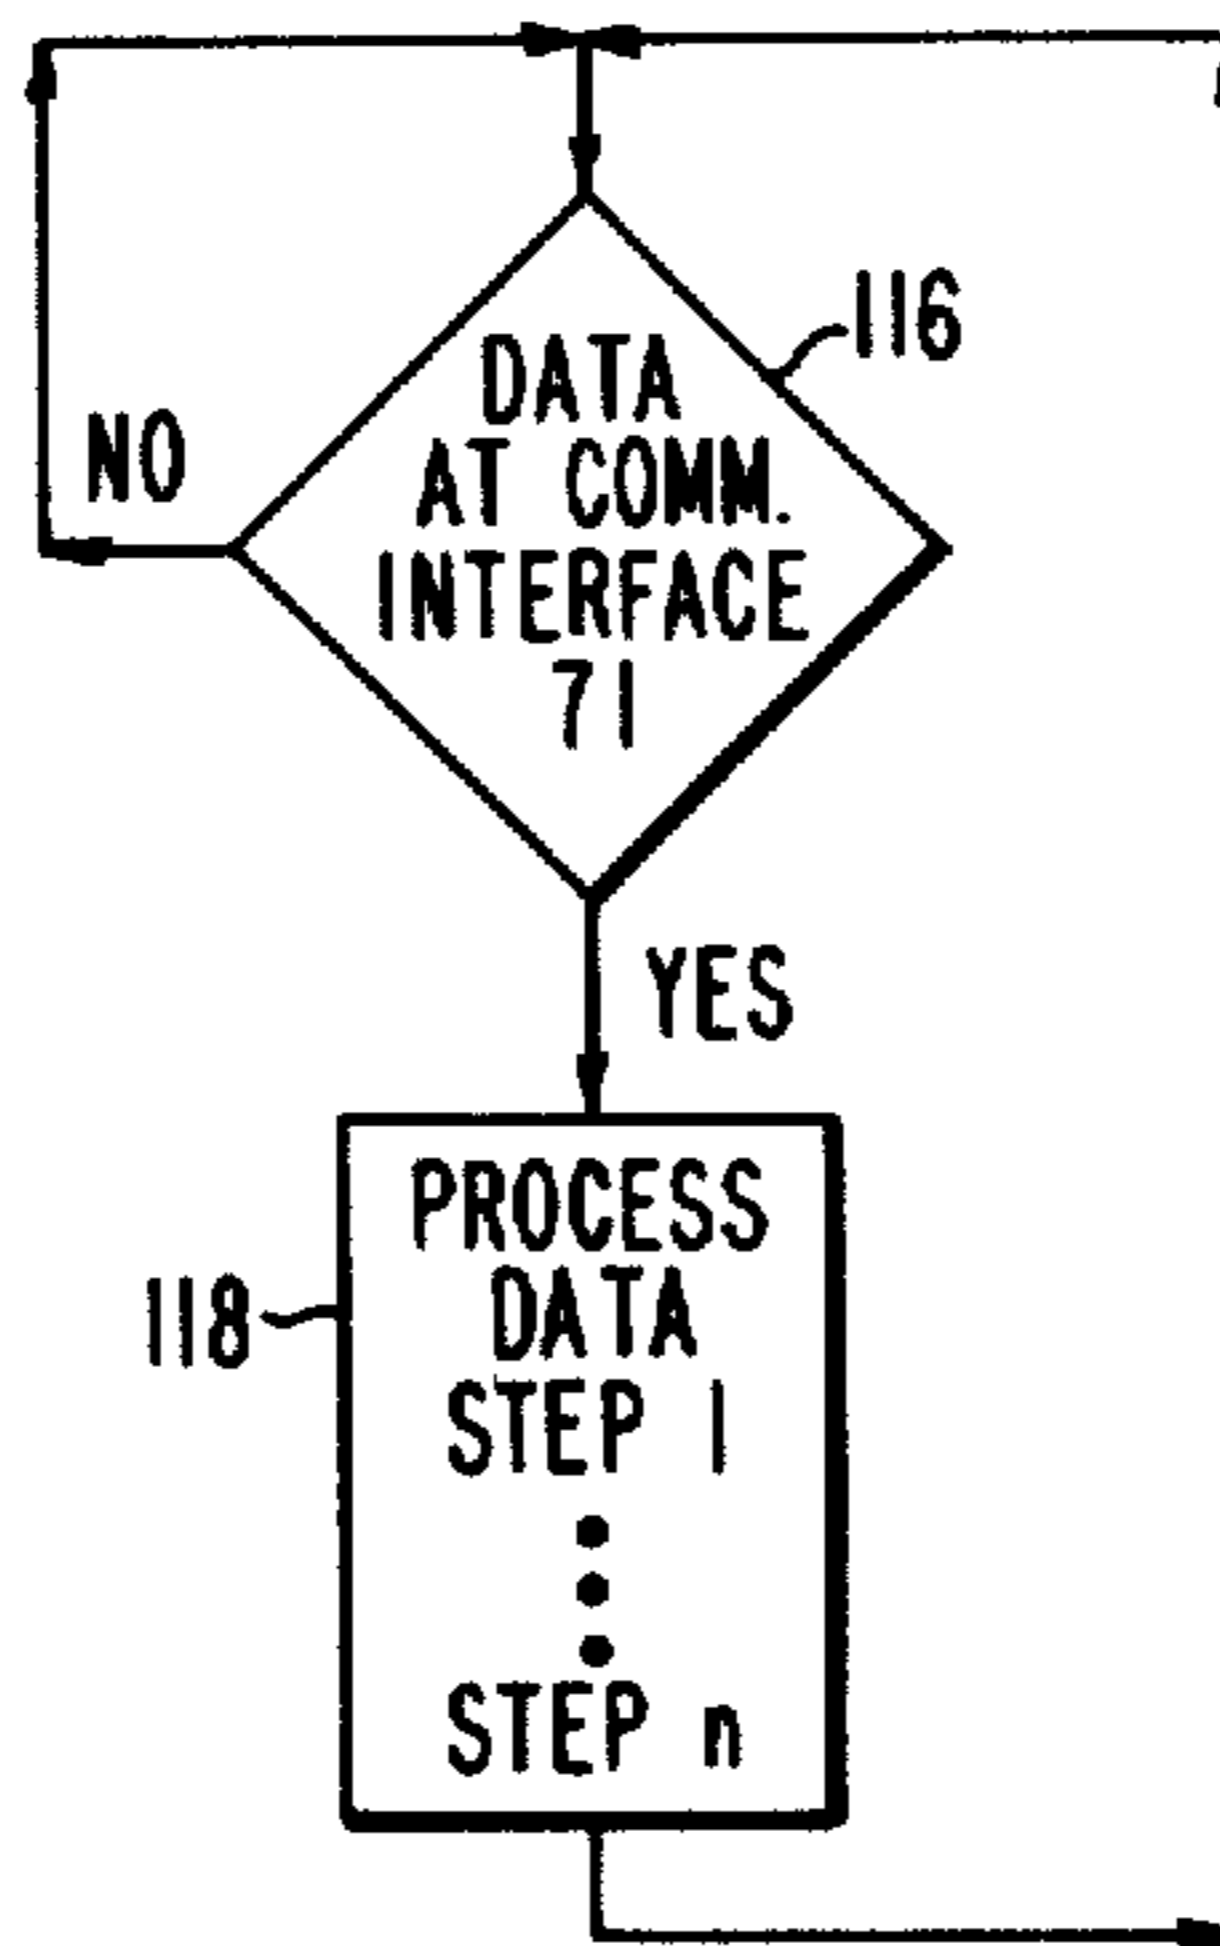 116
DATA
AT COMM.
INTERFACE
71
NO
YES
PROCESS
DATA
STEP 1
118
STEP n